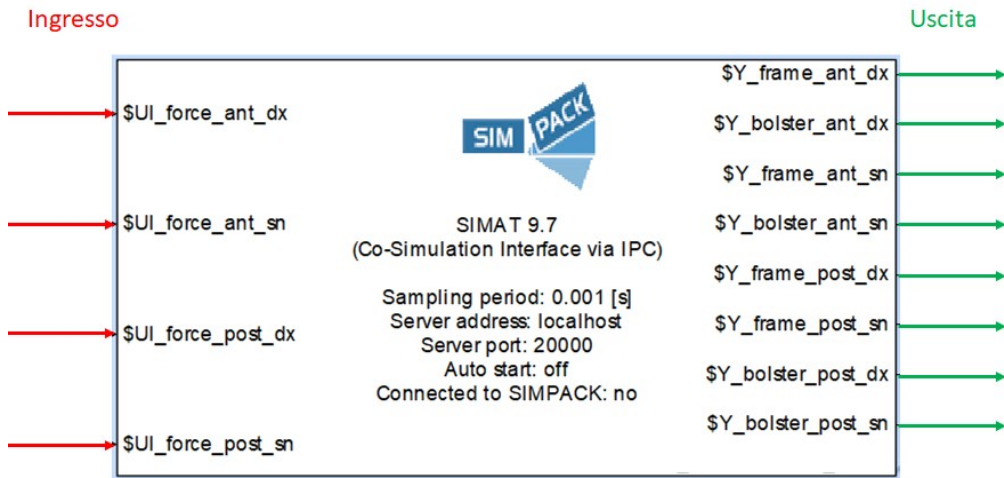 Ingresso
Uscita
$UI_force_ant_dx
$UI_force_ant_sn
$UI_force_post_dx
$UI_force_post_sn
SIMPACK
SIMAT 9.7
(Co-Simulation Interface via IPC)
Sampling period: 0.001 [s]
Server address: localhost
Server port: 20000
Auto start: off
Connected to SIMPACK: no
$Y_frame_ant_dx
$Y_bolster_ant_dx
$Y_frame_ant_sn
$Y_bolster_ant_sn
$Y_frame_post_dx
$Y_frame_post_sn
$Y_bolster_post_dx
$Y_bolster_post_sn